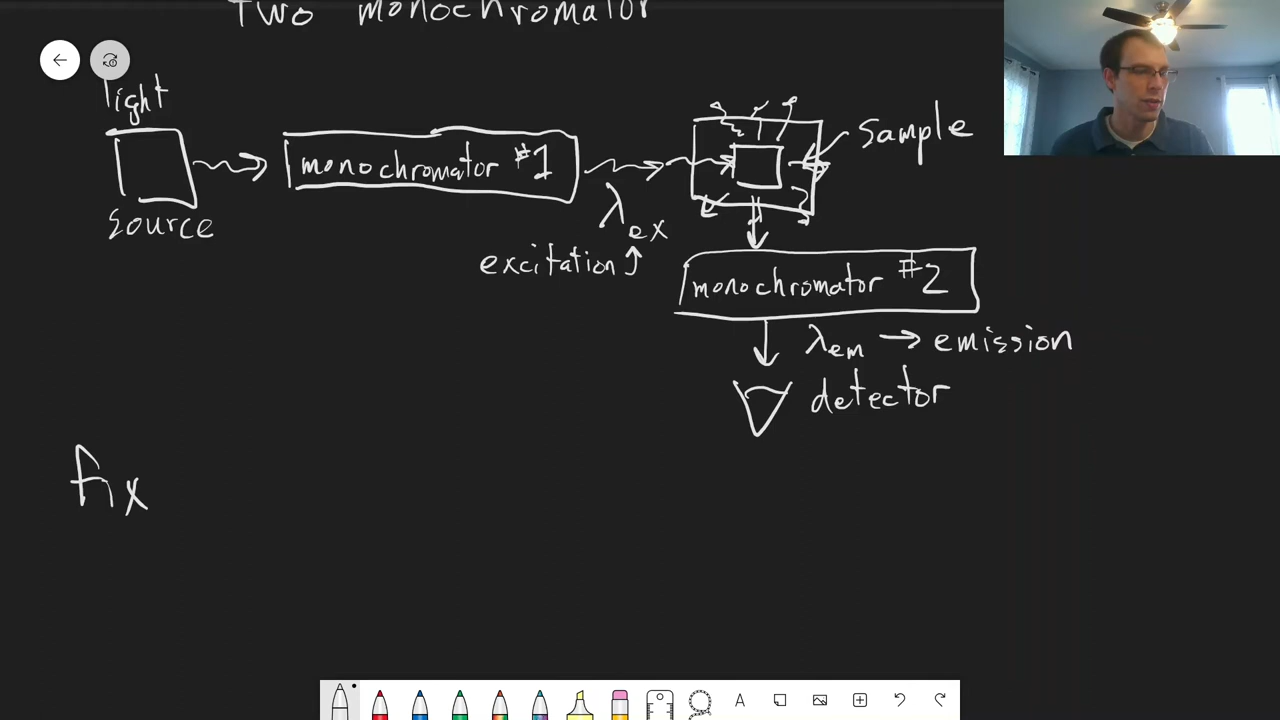 Two monochromator
light
source
monochromator #1
λex
excitation
sample
monochromator #2
λem → emission
detector
fix
A